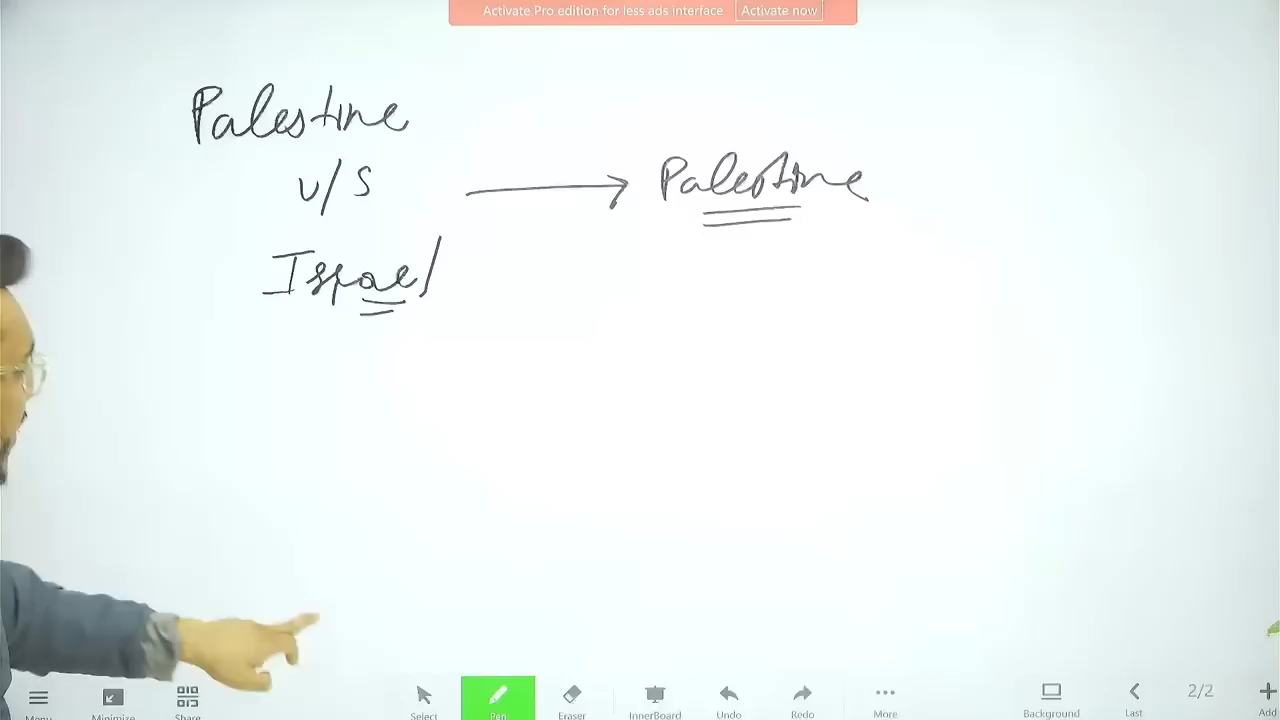 Activate Pro edition for less ads interface Activate now
Palestine
v/s
Israel
Palestine
Menu
Minimize
Share
Select
Pen
Eraser
InnerBoard
Undo
Redo
More
Background
Last
2/2
Add